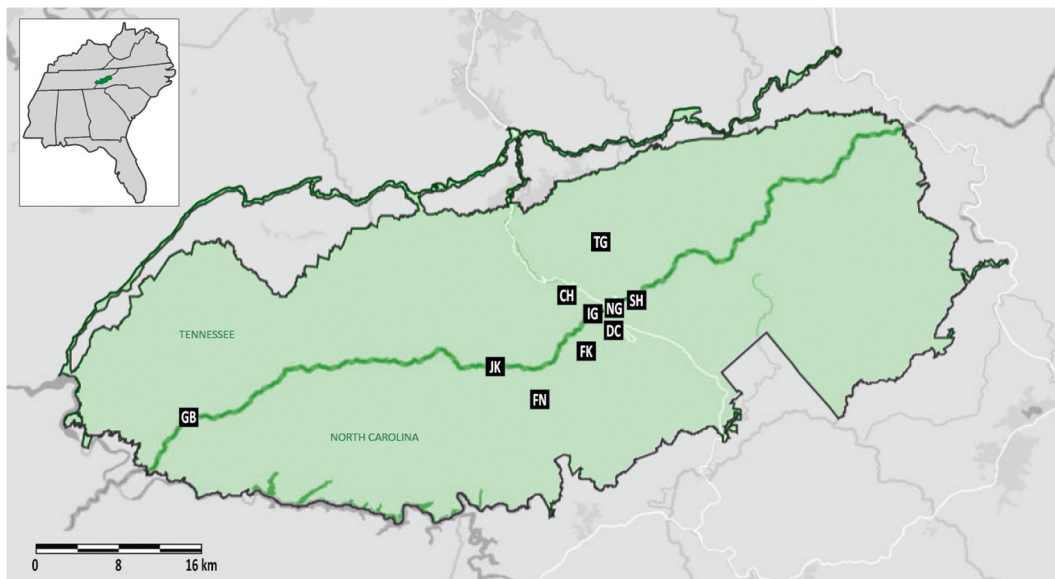 TG
CH
SH
NG
IG
DC
TENNESSEE
FK
JK
FN
GB
NORTH CAROLINA
0 8 16 km